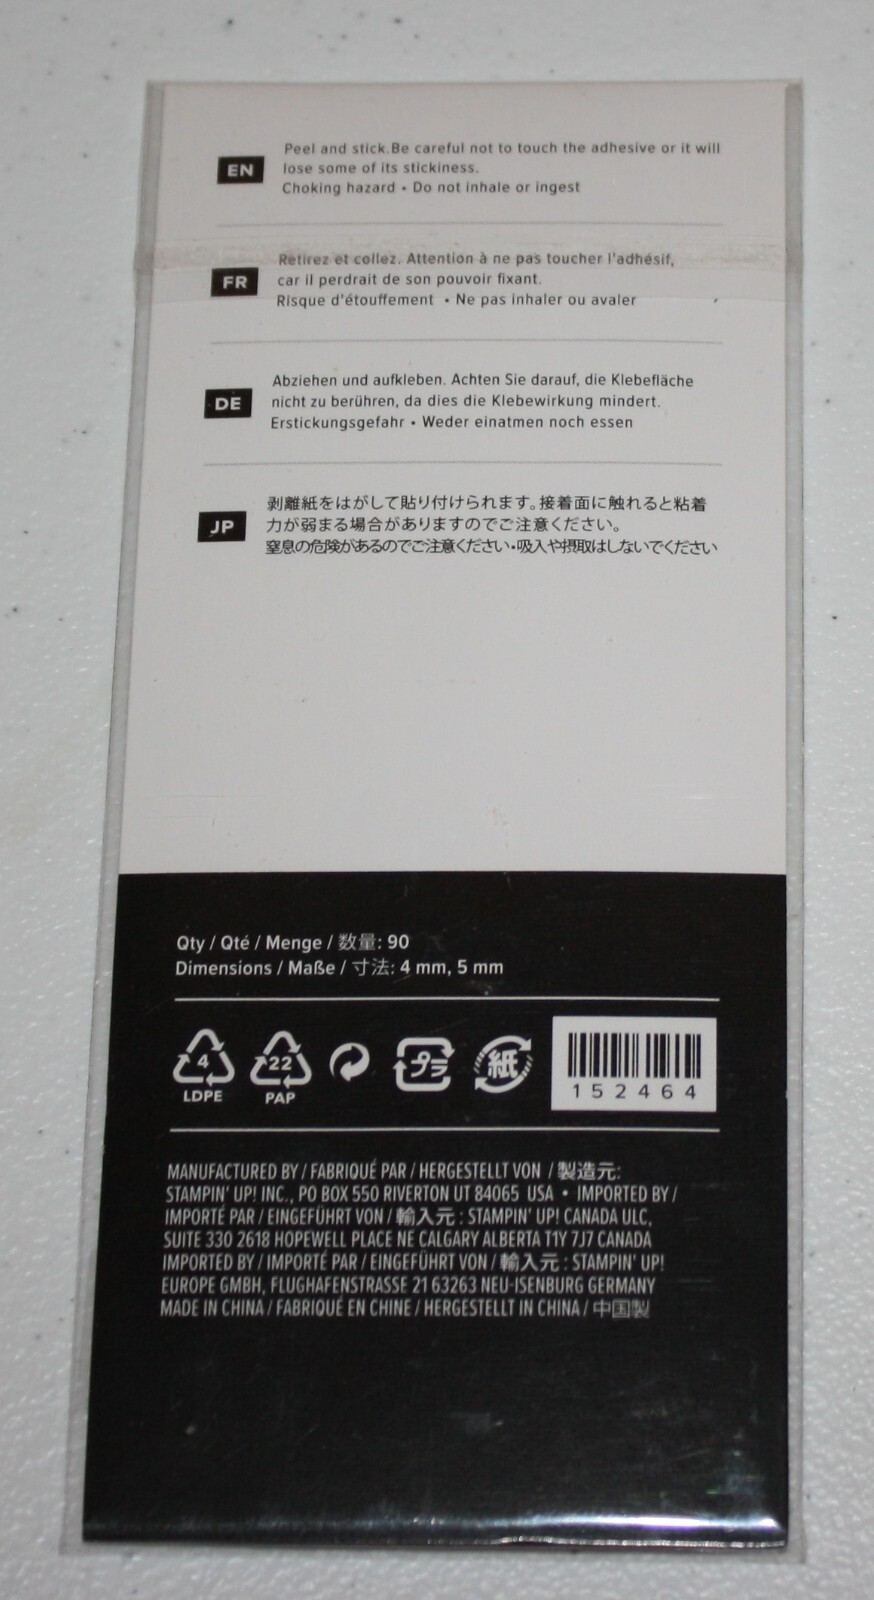 EN
Peel and stick.Be careful not to touch the adhesive or it will
lose some of its stickiness.
Choking hazard • Do not inhale or ingest
FR
Retirez et collez. Attention à ne pas toucher l'adhésif,
car il perdrait de son pouvoir fixant.
Risque d'étouffement • Ne pas inhaler ou avaler
DE
Abziehen und aufkleben. Achten Sie darauf, die Klebefläche
nicht zu berühren, da dies die Klebewirkung mindert.
Erstickungsgefahr • Weder einatmen noch essen
JP
剥離紙をはがして貼り付けられます。接着面に触れると粘着
力が弱まる場合がありますのでご注意ください。
窒息の危険があるのでご注意ください・吸入や摂取はしないでください
Qty / Qté / Menge / 数量: 90
Dimensions / Maße / 寸法: 4 mm, 5 mm
4
LDPE
22
PAP
プラ
紙
152464
MANUFACTURED BY / FABRIQUÉ PAR / HERGESTELLT VON / 製造元:
STAMPIN' UP! INC., PO BOX 550 RIVERTON UT 84065 USA • IMPORTED BY /
IMPORTÉ PAR / EINGEFÜHRT VON / 輸入元 : STAMPIN' UP! CANADA ULC,
SUITE 330 2618 HOPEWELL PLACE NE CALGARY ALBERTA T1Y 7J7 CANADA
IMPORTED BY / IMPORTÉ PAR / EINGEFÜHRT VON / 輸入元 : STAMPIN' UP!
EUROPE GMBH, FLUGHAFENSTRASSE 21 63263 NEU-ISENBURG GERMANY
MADE IN CHINA / FABRIQUÉ EN CHINE / HERGESTELLT IN CHINA / 中国製